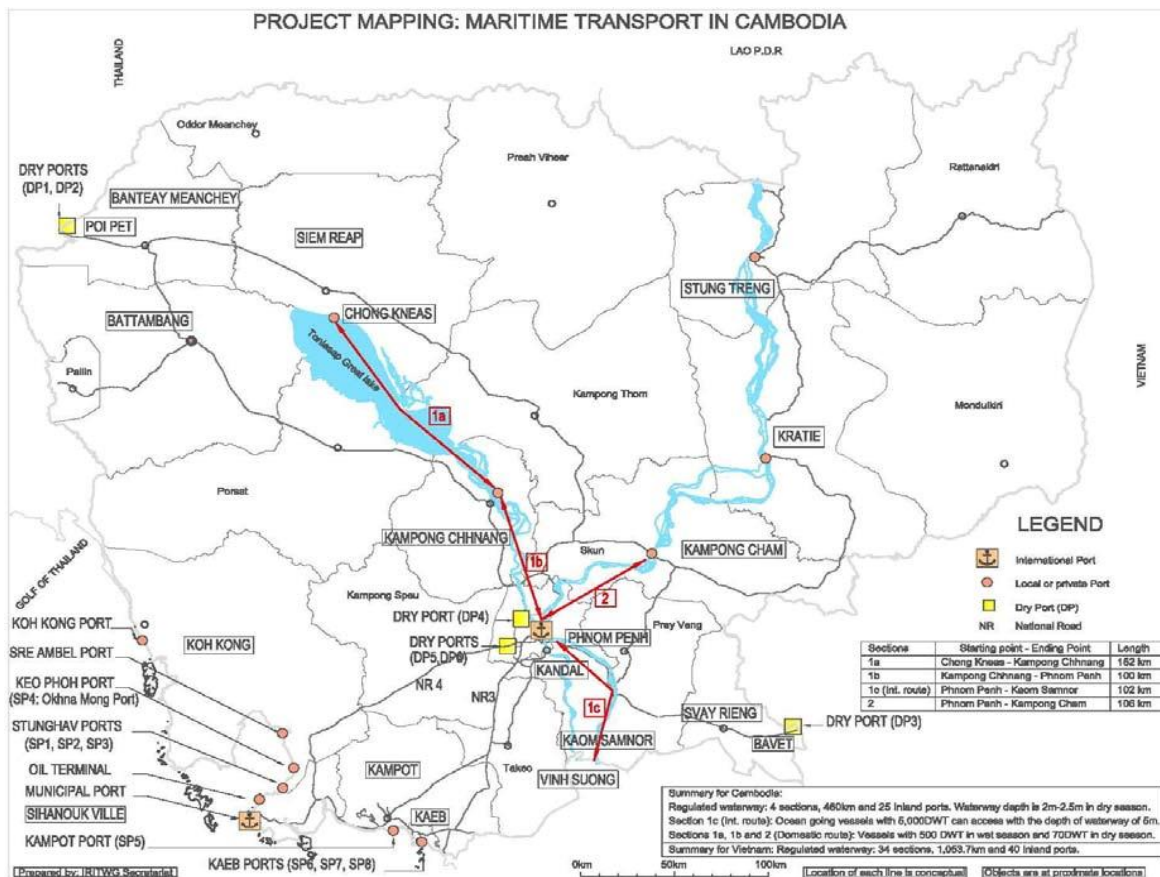 PROJECT MAPPING: MARITIME TRANSPORT IN CAMBODIA
LAO P.D.R
THAILAND
Oddor Meanchey
Preah Vihear
Rattanakiri
DRY PORTS
(DP1, DP2)
BANTEAY MEANCHEY
POI PET
SIEM REAP
STUNG TRENG
CHONG KNEAS
BATTAMBANG
Tonlesap Great lake
Pailin
Kampong Thom
VIETNAM
Mondulkiri
1a
KRATIE
Porsat
LEGEND
KAMPONG CHHNANG
Skun
KAMPONG CHAM
International Port
1b
Local or private Port
GULF OF THAILAND
Kampong Speu
2
Dry Port (DP)
DRY PORT (DP4)
NR National Road
KOH KONG PORT
KOH KONG
DRY PORTS
(DP5,DP6)
PHNOM PENH
Prey Vang
SRE AMBEL PORT
KANDAL
Sections Starting point - Ending Point Length
1a Chong Kneas - Kampong Chhnang 152 km
1b Kampong Chhnang - Phnom Penh 100 km
1c (int. route) Phnom Penh - Kaom Samnor 102 km
2 Phnom Penh - Kampong Cham 106 km
KEO PHOH PORT
(SP4: Okhna Mong Port)
NR 4
NR3
1c
SVAY RIENG
DRY PORT (DP3)
BAVET
STUNGHAV PORTS
(SP1, SP2, SP3)
KAOM SAMNOR
OIL TERMINAL
KAMPOT
Takeo
VINH SUONG
MUNICIPAL PORT
SIHANOUK VILLE
KAEB
KAMPOT PORT (SP5)
KAEB PORTS (SP6, SP7, SP8)
Summary for Cambodia:
Regulated waterway: 4 sections, 460km and 25 inland ports. Waterway depth is 2m-2.5m in dry season.
Section 1c (int. route): Ocean going vessels with 5,000DWT can access with the depth of waterway of 5m.
Sections 1a, 1b and 2 (Domestic route): Vessels with 500 DWT in wet season and 70DWT in dry season.
Summary for Vietnam: Regulated waterway: 34 sections, 1,053.7km and 40 inland ports.
0km 50km 100km
Prepared by: IRITWG Secretariat
Location of each line is conceptual
Objects are at proximate locations